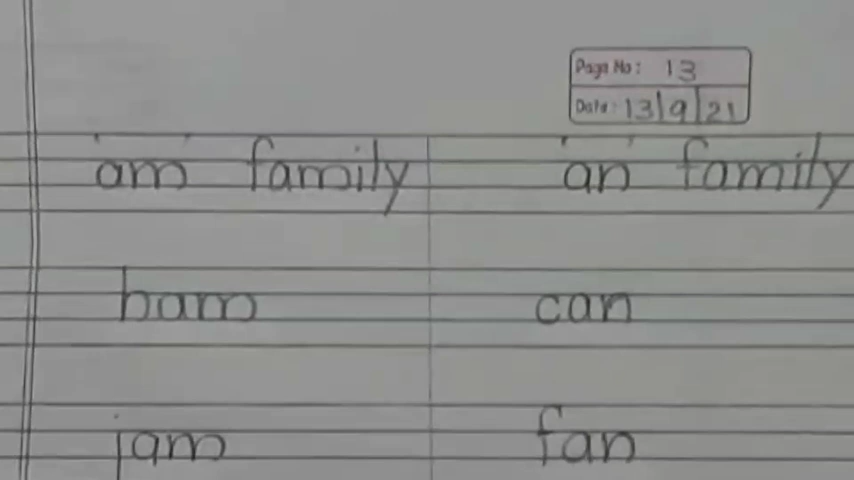 Page No: 13
Date: 13/9/21
'am' family 'an' family
ham can
jam fan